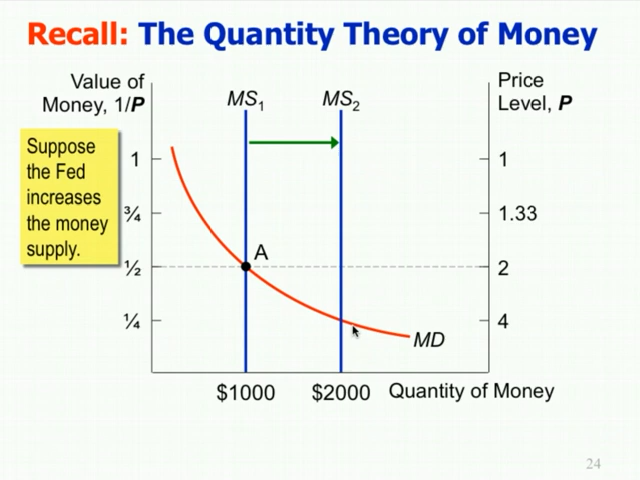 Recall: The Quantity Theory of Money
Value of
Money, 1/P
MS₁
MS₂
Price
Level, P
Suppose
the Fed
increases
the money
supply.
1
1
¾
1.33
A
½
2
¼
4
MD
$1000
$2000
Quantity of Money
24